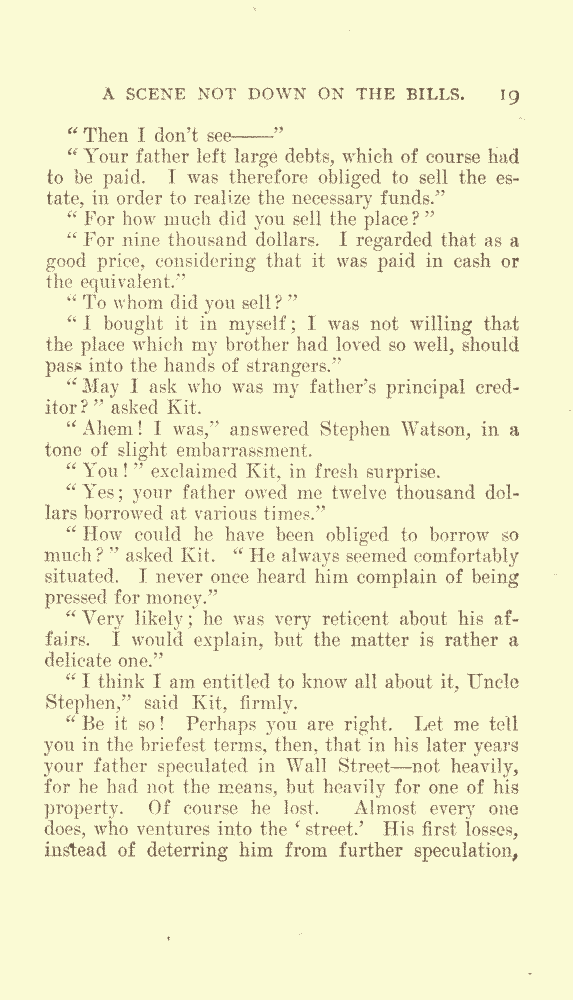 A SCENE NOT DOWN ON THE BILLS. 19
“Then I don't see——”
“Your father left large debts, which of course had
to be paid. I was therefore obliged to sell the es-
tate, in order to realize the necessary funds.”
“For how much did you sell the place?”
“For nine thousand dollars. I regarded that as a
good price, considering that it was paid in cash or
the equivalent.”
“To whom did you sell?”
“I bought it in myself; I was not willing that
the place which my brother had loved so well, should
pass into the hands of strangers.”
“May I ask who was my father's principal cred-
itor?” asked Kit.
“Ahem! I was,” answered Stephen Watson, in a
tone of slight embarrassment.
“You!” exclaimed Kit, in fresh surprise.
“Yes; your father owed me twelve thousand dol-
lars borrowed at various times.”
“How could he have been obliged to borrow so
much?” asked Kit. “He always seemed comfortably
situated. I never once heard him complain of being
pressed for money.”
“Very likely; he was very reticent about his af-
fairs. I would explain, but the matter is rather a
delicate one.”
“I think I am entitled to know all about it, Uncle
Stephen,” said Kit, firmly.
“Be it so! Perhaps you are right. Let me tell
you in the briefest terms, then, that in his later years
your father speculated in Wall Street—not heavily,
for he had not the means, but heavily for one of his
property. Of course he lost. Almost every one
does, who ventures into the ‘street.’ His first losses,
instead of deterring him from further speculation,